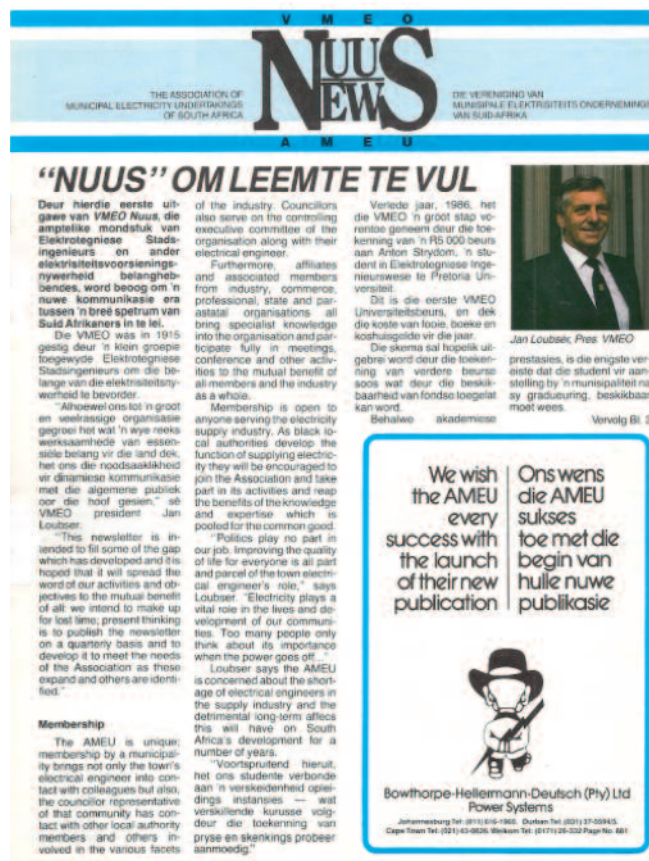 VMEO
THE ASSOCIATION OF
MUNICIPAL ELECTRICITY UNDERTAKINGS
OF SOUTH AFRICA
NUUS
NEWS
DIE VERENIGING VAN
MUNISIPALE ELEKTRISITEITS ONDERNEMINGS
VAN SUID-AFRIKA
AMEU
"NUUS" OM LEEMTE TE VUL
Deur hierdie eerste uit-
gawe van VMEO Nuus, die
amptelike mondstuk van
Elektrotegniese Stads-
ingenieurs en ander
elektrisiteitsvoorsienings-
nywerheid belangheb-
bendes, word beoog om 'n
nuwe kommunikasie era
tussen 'n breë spetrum van
Suid Afrikaners in te lei.
Die VMEO was in 1915
gestig deur 'n klein groepie
toegewyde Elektrotegniese
Stadsingenieurs om die be-
lange van die elektrisiteitsny-
werheid te bevorder.
"Alhoewel ons tot 'n groot
en veelrassige organisasie
gegroei het wat 'n wye reeks
werksaamhede van essen-
siële belang vir die land dek,
het ons die noodsaaklikheid
vir dinamiese kommunikasie
met die algemene publiek
oor die hoof gesien," sê
VMEO president Jan
Loubser.
"This newsletter is in-
tended to fill some of the gap
which has developed and it is
hoped that it will spread the
word of our activities and ob-
jectives to the mutual benefit
of all: we intend to make up
for lost time; present thinking
is to publish the newsletter
on a quarterly basis and to
develop it to meet the needs
of the Association as these
expand and others are identi-
fied."
Membership
The AMEU is unique;
membership by a municipal-
ity brings not only the town's
electrical engineer into con-
tact with colleagues but also,
the councillor representative
of that community has con-
tact with other local authority
members and others in-
volved in the various facets
of the industry. Councillors
also serve on the controlling
executive committee of the
organisation along with their
electrical engineer.
Furthermore, affiliates
and associated members
from industry, commerce,
professional, state and par-
astatal organisations all
bring specialist knowledge
into the organisation and par-
ticipate fully in meetings,
conference and other activ-
ities to the mutual benefit of
all members and the industry
as a whole.
Membership is open to
anyone serving the electricity
supply industry. As black lo-
cal authorities develop the
function of supplying electric-
ity they will be encouraged to
join the Association and take
part in its activities and reap
the benefits of the knowledge
and expertise which is
pooled for the common good.
"Politics play no part in
our job. Improving the quality
of life for everyone is all part
and parcel of the town electri-
cal engineer's role," says
Loubser. "Electricity plays a
vital role in the lives and de-
velopment of our communi-
ties. Too many people only
think about its importance
when the power goes off..."
Loubser says the AMEU
is concerned about the short-
age of electrical engineers in
the supply industry and the
detrimental long-term affecs
this will have on South
Africa's development for a
number of years.
"Voortspruitend hieruit,
het ons studente verbonde
aan 'n verskeidenheid oplei-
dings instansies — wat
verskillende kurusse volg-
deur die toekenning van
pryse en skenkings probeer
aanmoedig."
Verlede jaar, 1986, het
die VMEO 'n groot stap vo-
rentoe geneem deur die toe-
kenning van 'n R5 000 beurs
aan Anton Strydom, 'n stu-
dent in Elektrotegniese Inge-
nieurswese te Pretoria Uni-
versiteit.
Dit is die eerste VMEO
Universiteitsbeurs, en dek
die koste van fooie, boeke en
koshuisgelde vir die jaar.
Die skema sal hopelik uit-
gebrei word deur die toeken-
ning van verdere beurse
soos wat deur die beskik-
baarheid van fondse toegelat
kan word.
Behalwe akademiese
Jan Loubser, Pres. VMEO
prestasies, is die enigste ver-
eiste dat die student vir aan-
stelling by 'n munisipaliteit na
sy graduering, beskikbaar
moet wees.
Vervolg Bl. 3
We wish
the AMEU
every
success with
the launch
of their new
publication
Ons wens
die AMEU
sukses
toe met die
begin van
hulle nuwe
publikasie
Bowthorpe-Hellermann-Deutsch (Pty) Ltd
Power Systems
Johannesburg Tel: (011) Durban Tel: (031)
Cape Town Tel: (021) Welkom Tel: (0171) Page No. 881